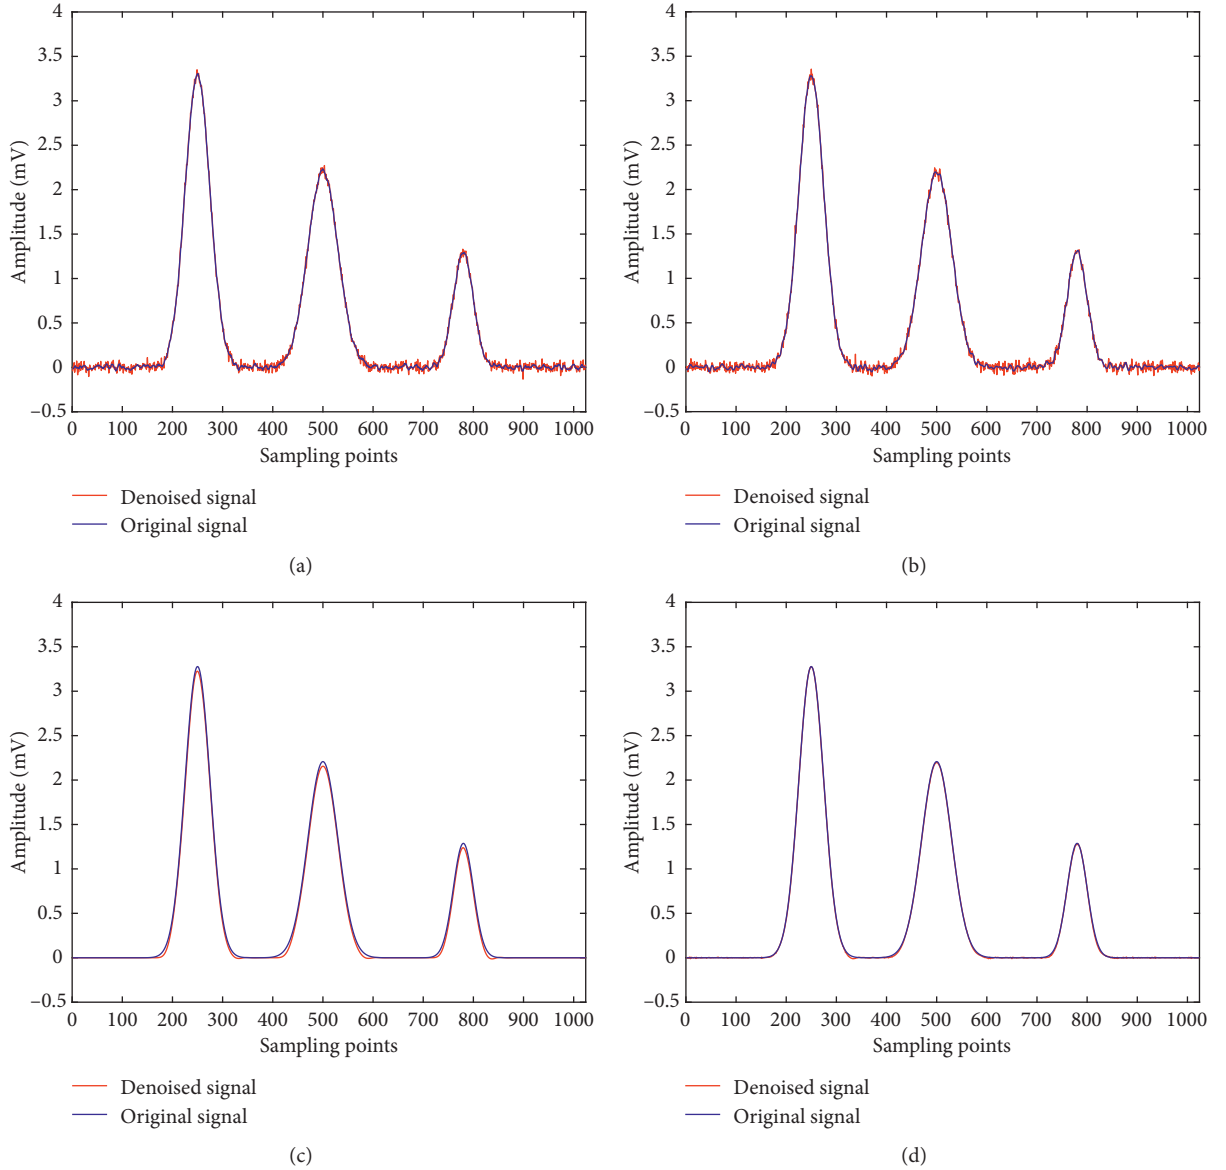 4
3.5
3
2.5
2
1.5
1
0.5
0
–0.5
Amplitude (mV)
0 100 200 300 400 500 600 700 800 900 1000
Sampling points
Denoised signal
Original signal
(a)
4
3.5
3
2.5
2
1.5
1
0.5
0
–0.5
Amplitude (mV)
0 100 200 300 400 500 600 700 800 900 1000
Sampling points
Denoised signal
Original signal
(b)
4
3.5
3
2.5
2
1.5
1
0.5
0
–0.5
Amplitude (mV)
0 100 200 300 400 500 600 700 800 900 1000
Sampling points
Denoised signal
Original signal
(c)
4
3.5
3
2.5
2
1.5
1
0.5
0
–0.5
Amplitude (mV)
0 100 200 300 400 500 600 700 800 900 1000
Sampling points
Denoised signal
Original signal
(d)